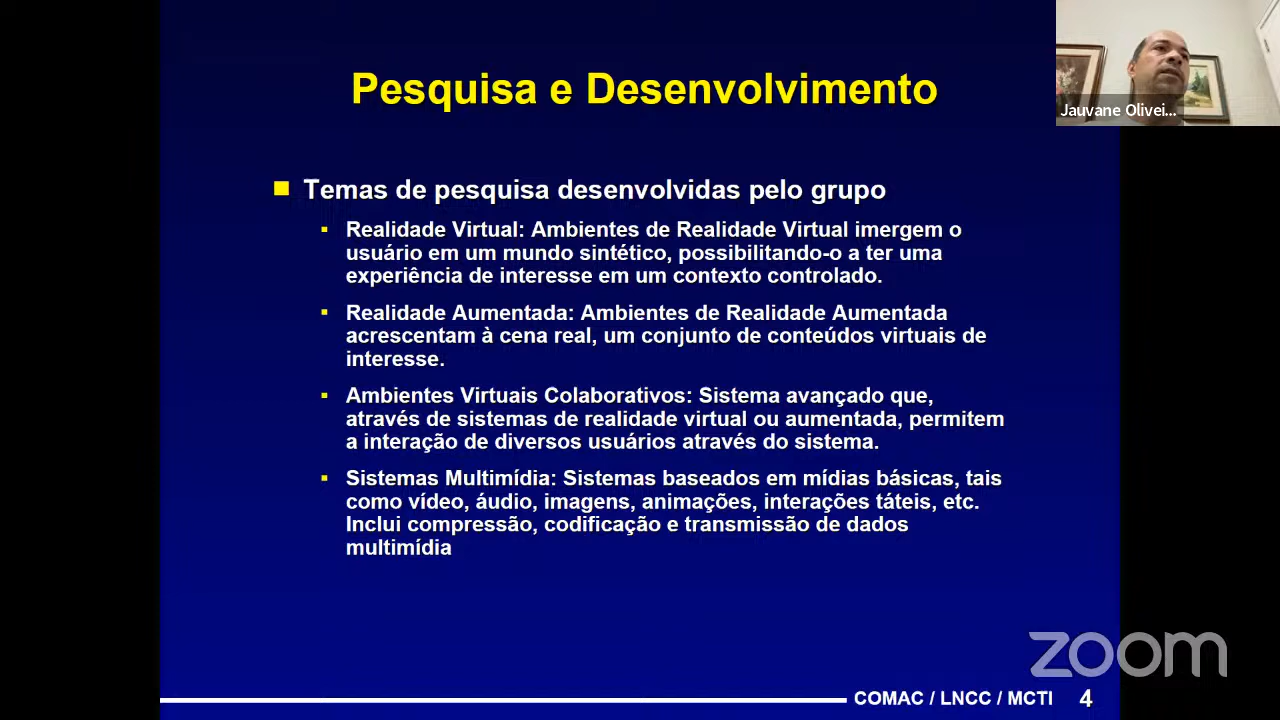 Pesquisa e Desenvolvimento
Jauvane Olivei...
Temas de pesquisa desenvolvidas pelo grupo
Realidade Virtual: Ambientes de Realidade Virtual imergem o
usuário em um mundo sintético, possibilitando-o a ter uma
experiência de interesse em um contexto controlado.
Realidade Aumentada: Ambientes de Realidade Aumentada
acrescentam à cena real, um conjunto de conteúdos virtuais de
interesse.
Ambientes Virtuais Colaborativos: Sistema avançado que,
através de sistemas de realidade virtual ou aumentada, permitem
a interação de diversos usuários através do sistema.
Sistemas Multimídia: Sistemas baseados em mídias básicas, tais
como vídeo, áudio, imagens, animações, interações táteis, etc.
Inclui compressão, codificação e transmissão de dados
multimídia
zoom
COMAC / LNCC / MCTI 4